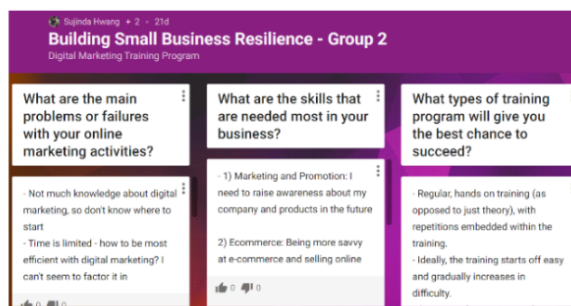 Sujinda Hwang + 2 · 21d
Building Small Business Resilience - Group 2
Digital Marketing Training Program
What are the main
problems or failures
with your online
marketing activities?
- Not much knowledge about digital
marketing, so don't know where to
start
- Time is limited - how to be most
efficient with digital marketing? I
can't seem to factor it in
0 0
What are the skills that
are needed most in your
business?
- 1) Marketing and Promotion: I
need to raise awareness about my
company and products in the future
2) Ecommerce: Being more savvy
at e-commerce and selling online
0 0
What types of training
program will give you
the best chance to
succeed?
- Regular, hands on training (as
opposed to just theory), with
repetitions embedded within the
training.
- Ideally, the training starts off easy
and gradually increases in
difficulty.